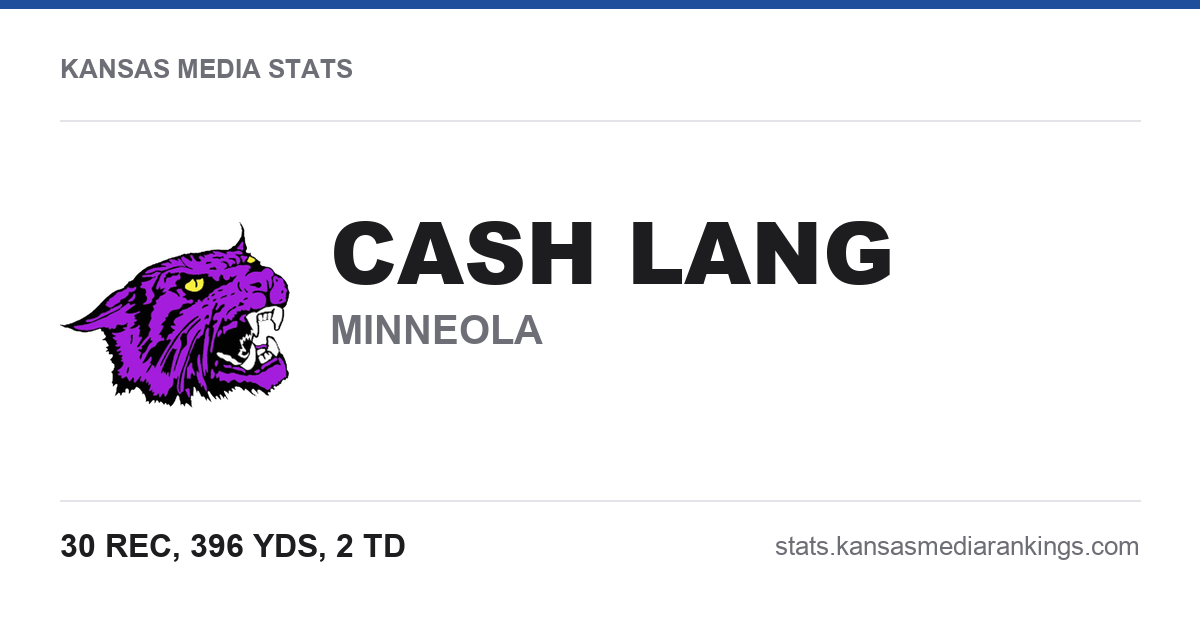 KANSAS MEDIA STATS
CASH LANG
MINNEOLA
30 REC, 396 YDS, 2 TD
stats.kansasmediarankings.com